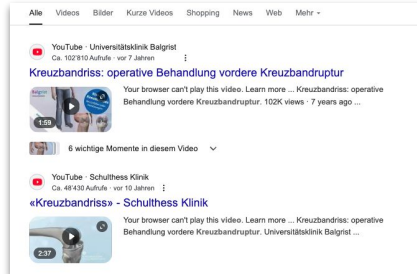 Alle Videos Bilder Kurze Videos Shopping News Web Mehr
YouTube · Universitätsklinik Balgrist
Ca. 102'810 Aufrufe · vor 7 Jahren
Kreuzbandriss: operative Behandlung vordere Kreuzbandruptur
Your browser can't play this video. Learn more ... Kreuzbandriss: operative
Behandlung vordere Kreuzbandruptur. 102K views · 7 years ago ...
1:59
6 wichtige Momente in diesem Video
YouTube · Schulthess Klinik
Ca. 48'430 Aufrufe · vor 10 Jahren
«Kreuzbandriss» - Schulthess Klinik
Your browser can't play this video. Learn more ... Kreuzbandriss: operative
Behandlung vordere Kreuzbandruptur. Universitätsklinik Balgrist ...
2:37